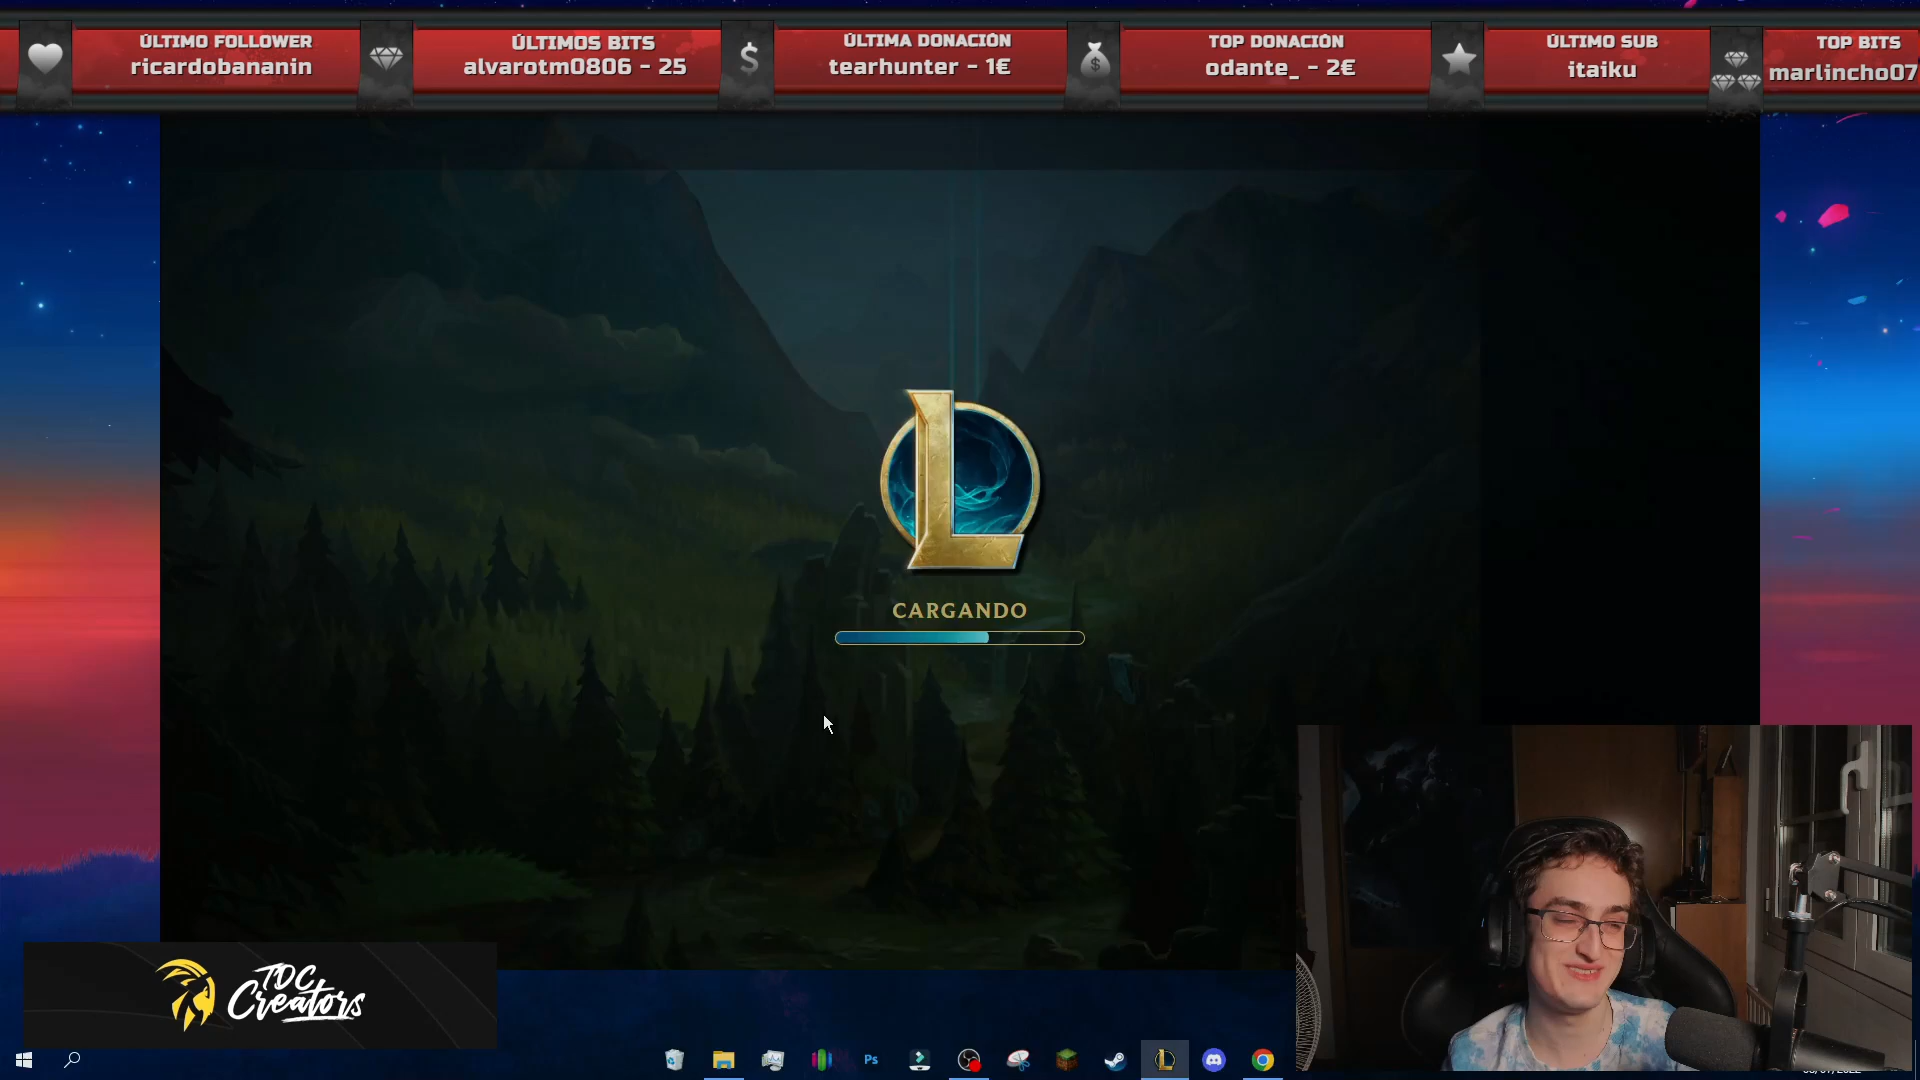 ÚLTIMO FOLLOWER
ricardobananin
ÚLTIMOS BITS
alvarotm0806 - 25
ÚLTIMA DONACIÓN
tearhunter - 1€
TOP DONACIÓN
odante_ - 2€
ÚLTIMO SUB
itaiku
TOP BITS
marlincho07
CARGANDO
TDC
Creators
Ps